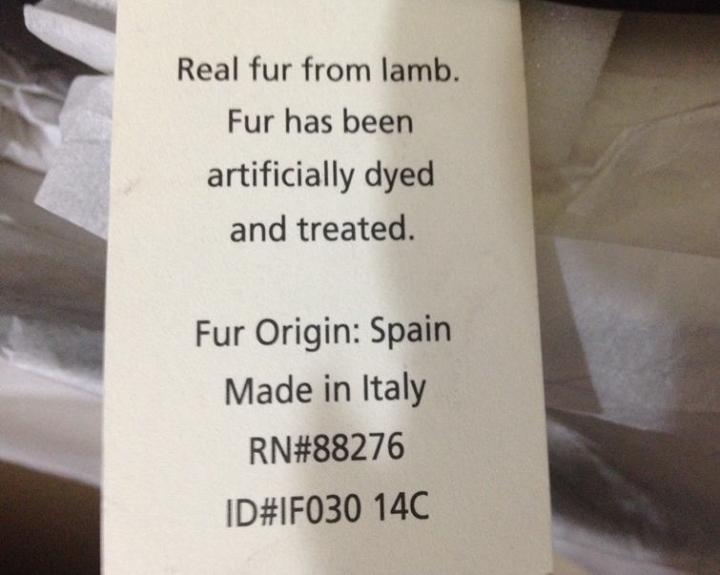 Real fur from lamb.
Fur has been
artificially dyed
and treated.
Fur Origin: Spain
Made in Italy
RN#88276
ID#IF030 14C